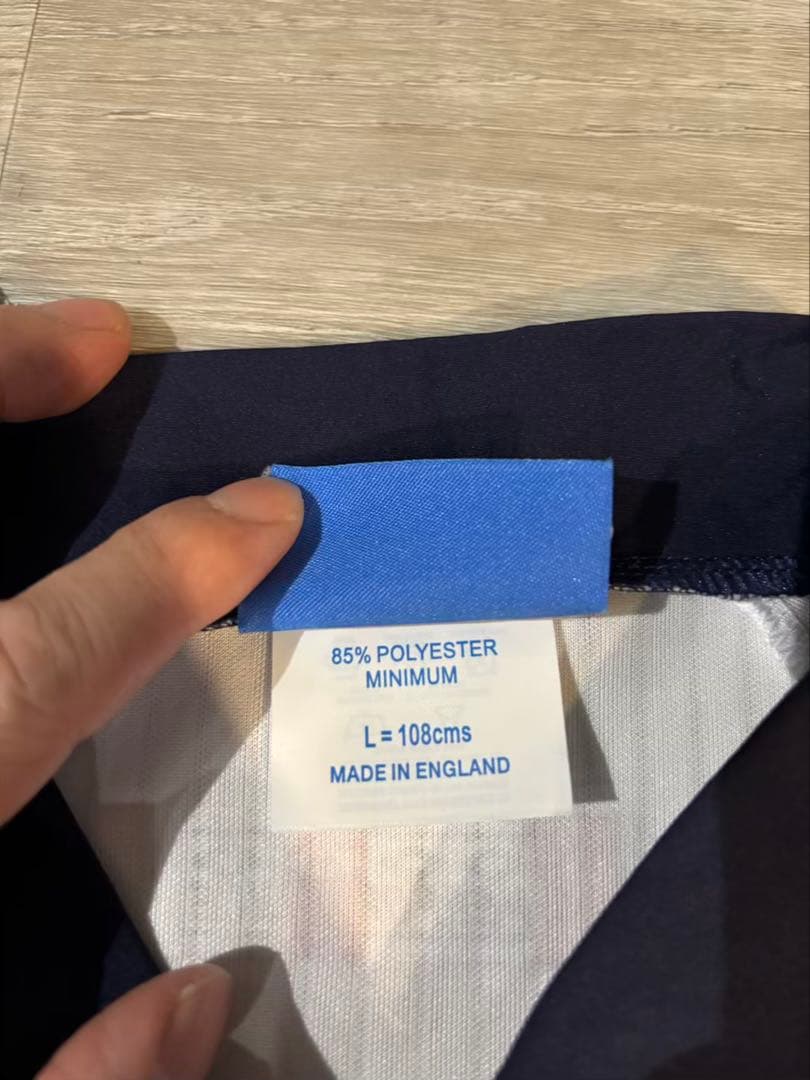 85% POLYESTER
MINIMUM
L = 108cms
MADE IN ENGLAND